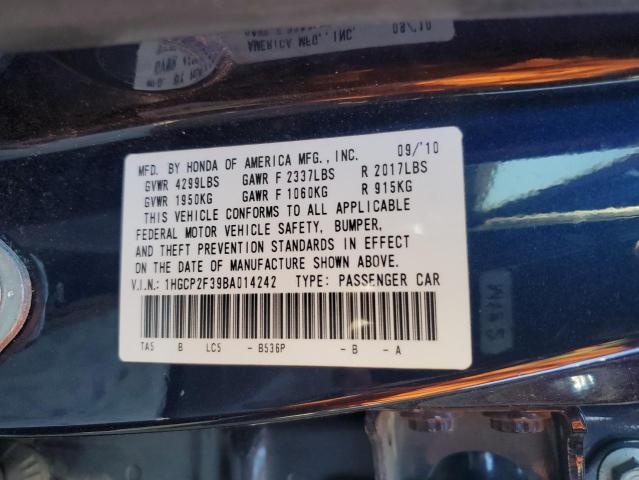 MFD. BY HONDA OF AMERICA MFG., INC. 09/'10
GVWR 4299LBS GAWR F 2337LBS R 2017LBS
GVWR 1950KG GAWR F 1060KG R 915KG
THIS VEHICLE CONFORMS TO ALL APPLICABLE
FEDERAL MOTOR VEHICLE SAFETY, BUMPER,
AND THEFT PREVENTION STANDARDS IN EFFECT
ON THE DATE OF MANUFACTURE SHOWN ABOVE.
V.I.N.: 1HGCP2F39BA014242 TYPE: PASSENGER CAR
TA5 B LC5 - B536P - B - A